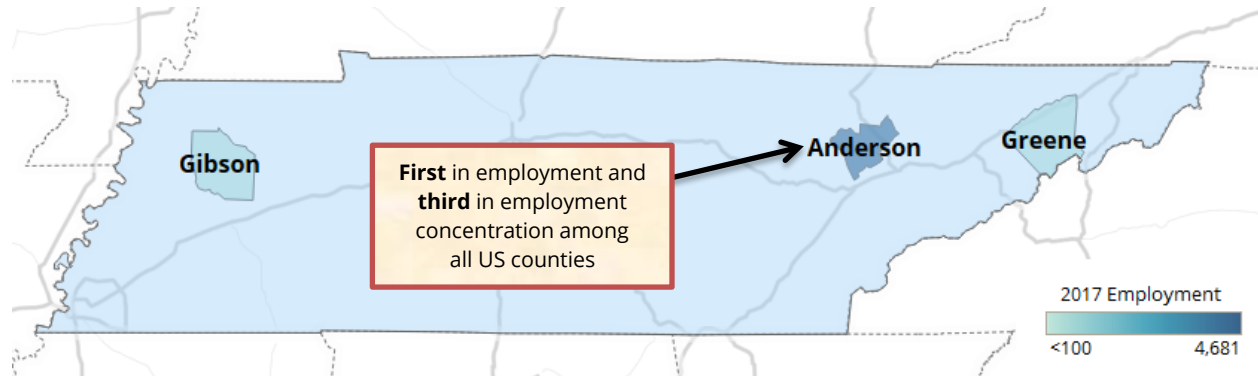 Gibson
First in employment and
third in employment
concentration among
all US counties
Anderson
Greene
2017 Employment
<100 4,681